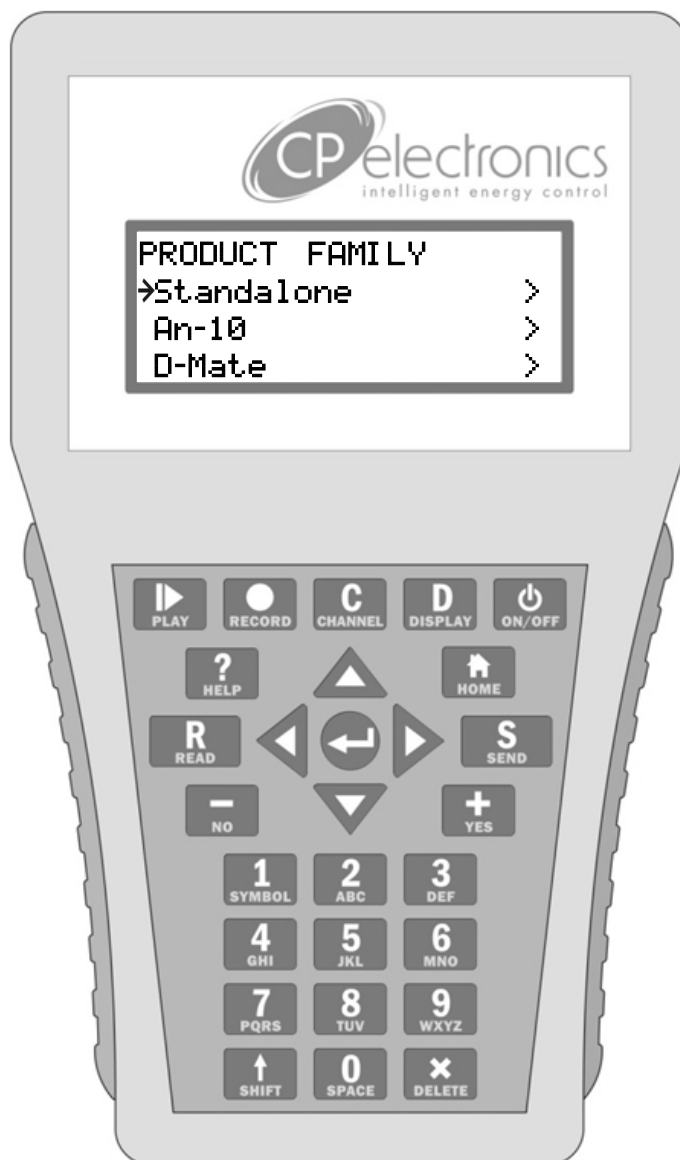 CP electronics
intelligent energy control
PRODUCT FAMILY
→Standalone >
An-10 >
D-Mate >
PLAY RECORD C CHANNEL D DISPLAY ON/OFF
? HELP HOME
R READ S SEND
- NO + YES
1 SYMBOL 2 ABC 3 DEF
4 GHI 5 JKL 6 MNO
7 PQRS 8 TUV 9 WXYZ
↑ SHIFT 0 SPACE × DELETE